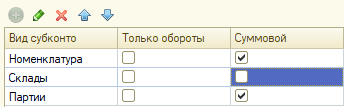 Вид субконто Только обороты Суммовой
Номенклатура
Склады
Партии